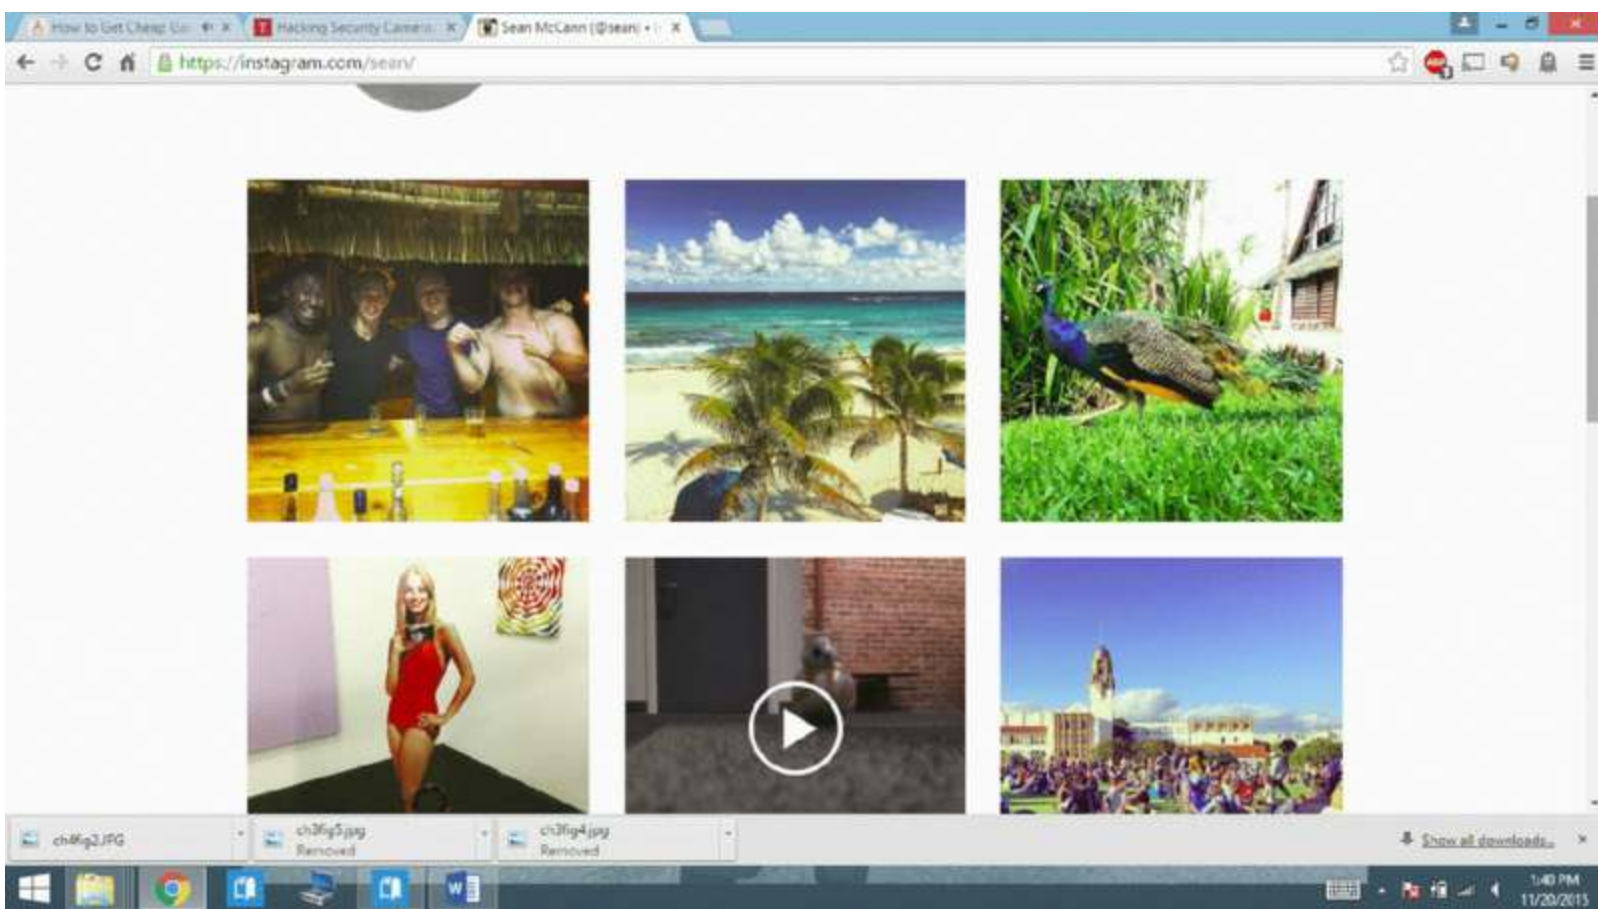 How to Get Cheap
Hacking Security Camera
Sean McCann (@sean) •
https://instagram.com/sean/
ABP
ch4fig2.JPG
ch3fig5.jpg
Removed
ch3fig4.jpg
Removed
Show all downloads...
1:40 PM
11/20/2015